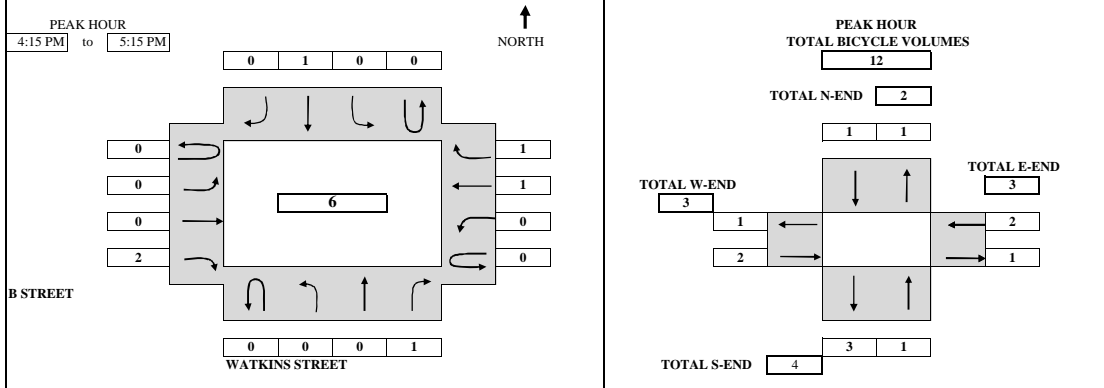 PEAK HOUR
4:15 PM to 5:15 PM
NORTH
0 1 0 0
0
0
0
2
6
1
1
0
0
B STREET
0 0 0 1
WATKINS STREET
PEAK HOUR
TOTAL BICYCLE VOLUMES
12
TOTAL N-END 2
1 1
TOTAL E-END
3
TOTAL W-END
3
1 2
2 1
3 1
TOTAL S-END 4